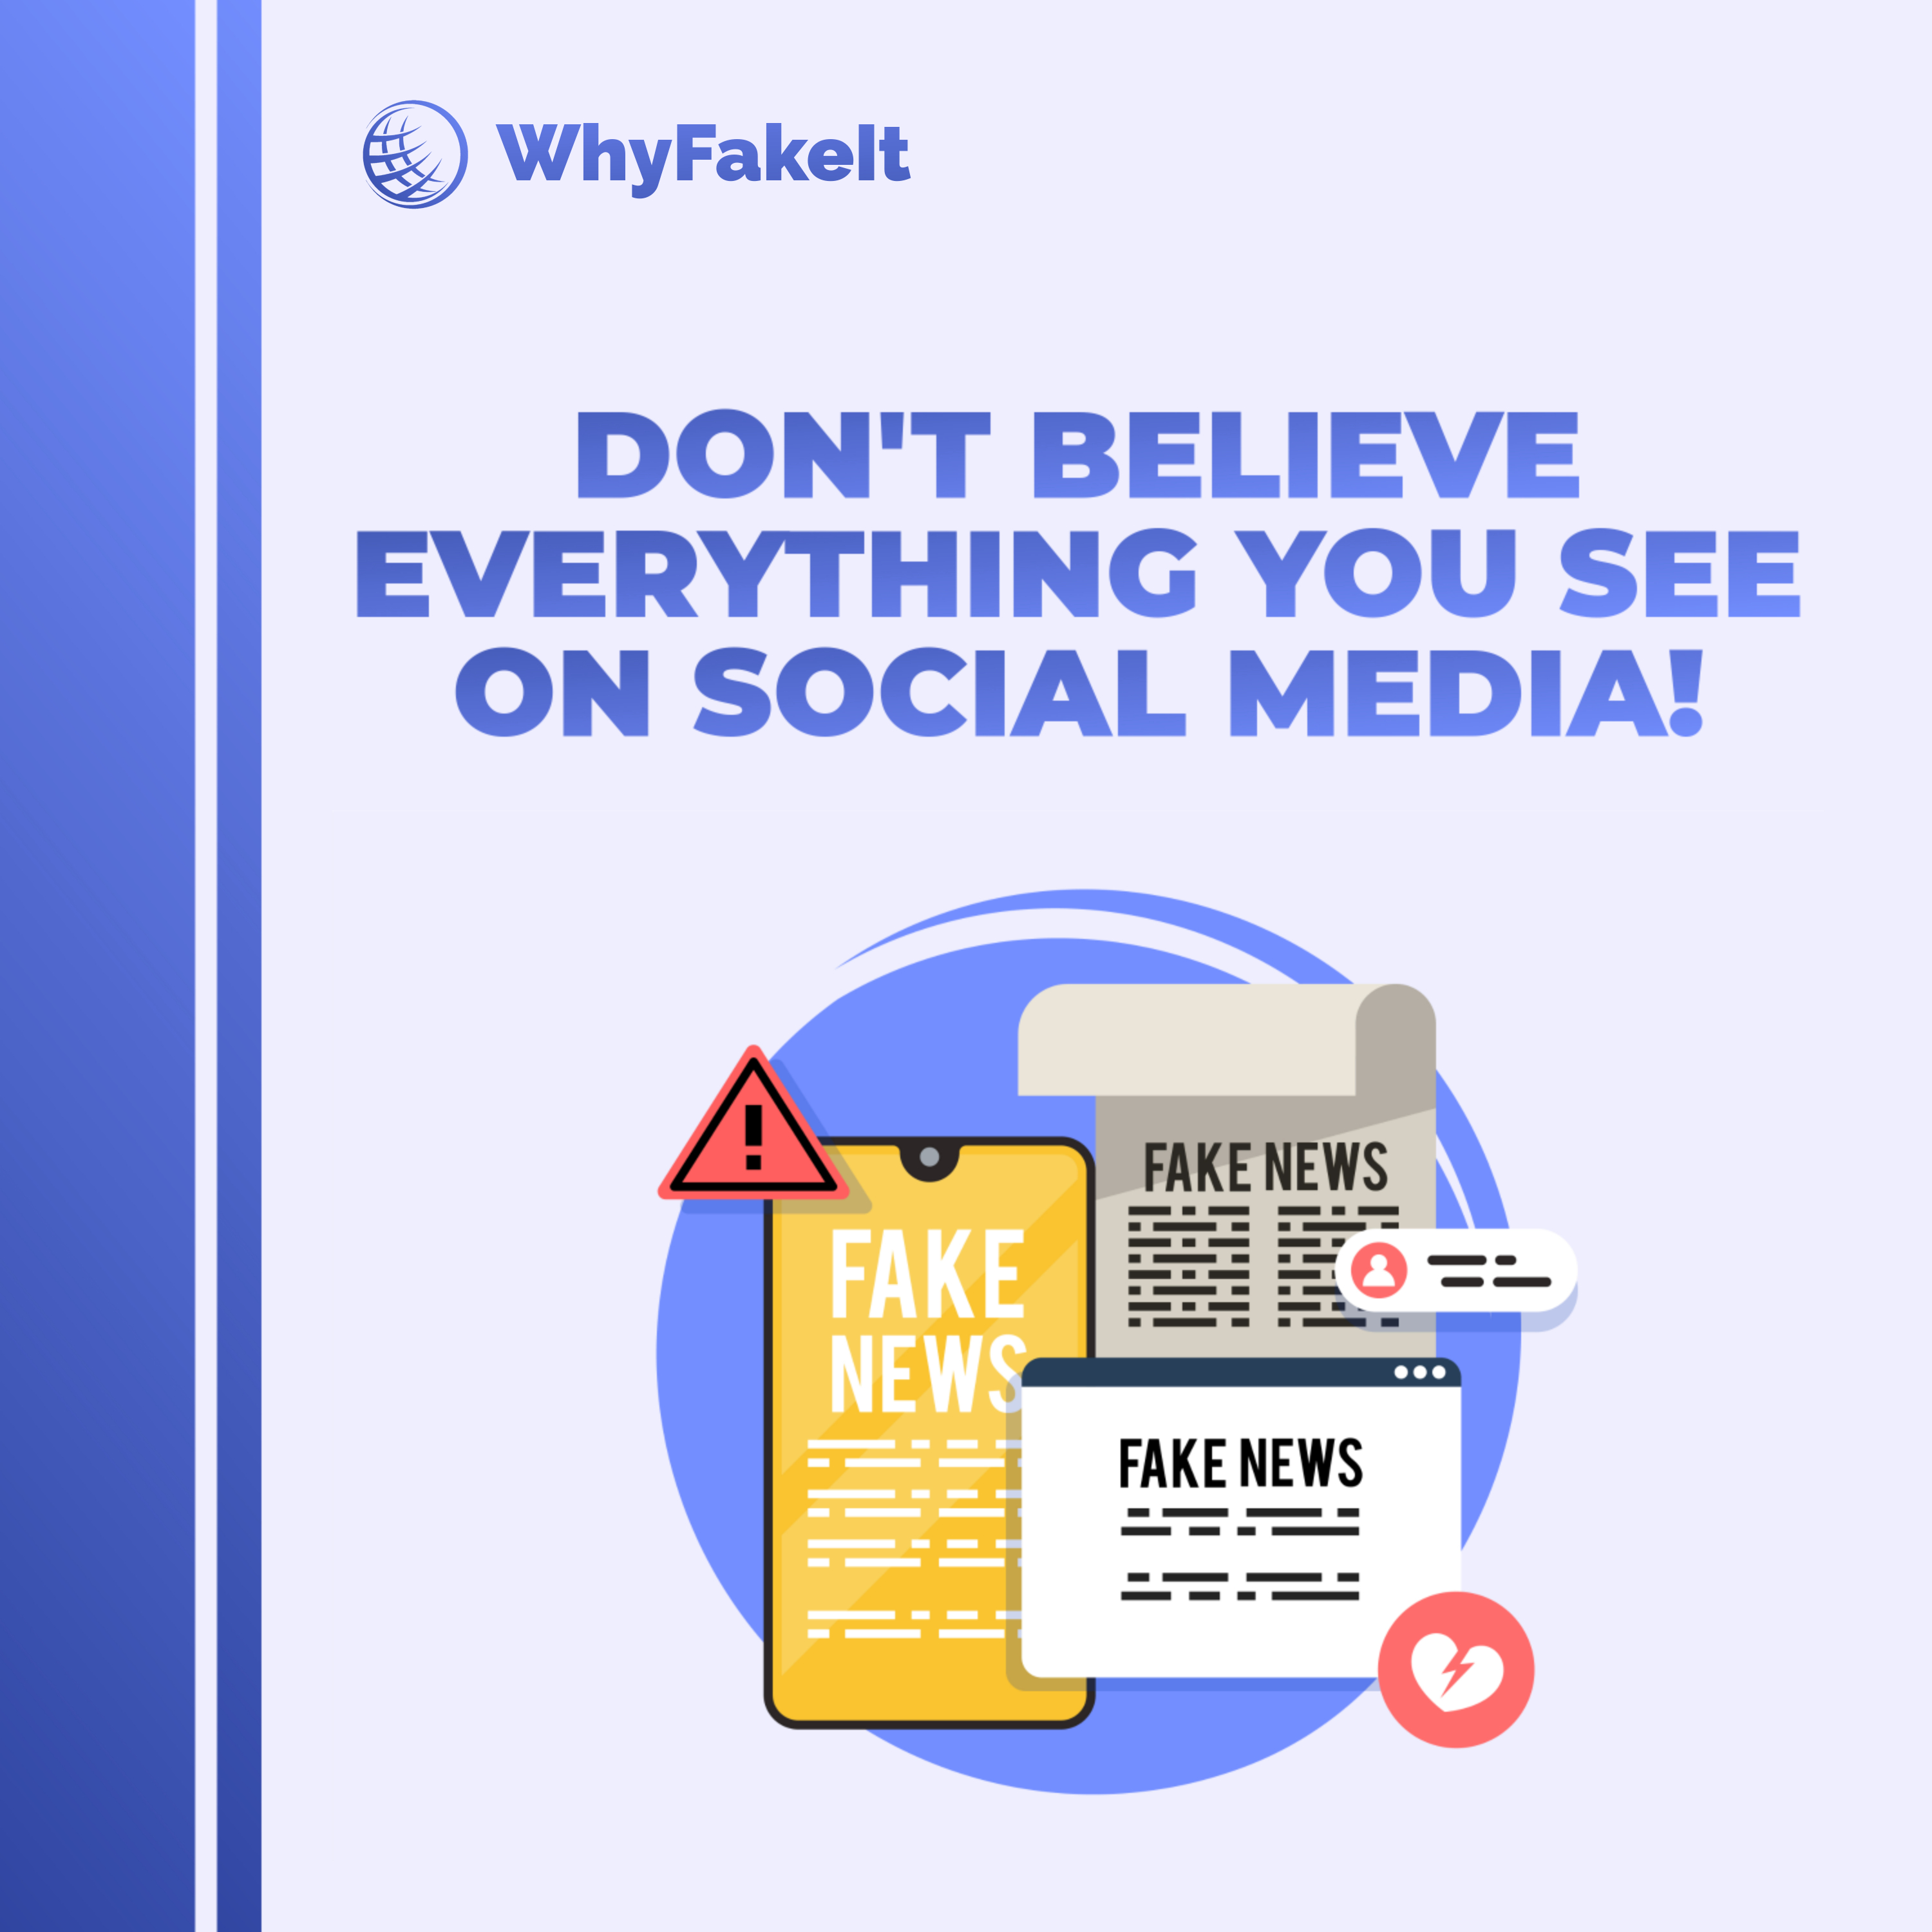 WhyFakeIt
DON'T BELIEVE
EVERYTHING YOU SEE
ON SOCIAL MEDIA!
FAKE NEWS
FAKE
NEWS
FAKE NEWS